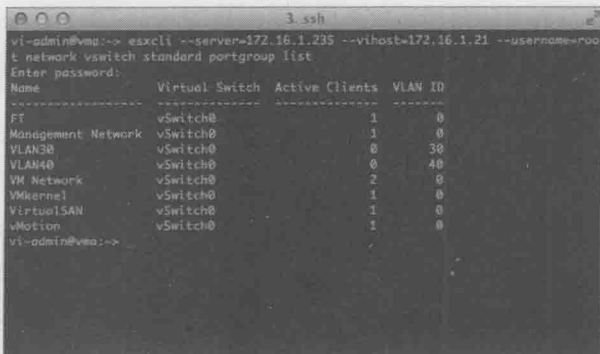 3. ssh
vi-admin@vma:~> esxcli --server=172.16.1.235 --vihost=172.16.1.21 --username=roo
t network vswitch standard portgroup list
Enter password:
Name Virtual Switch Active Clients VLAN ID
------------------ -------------- -------------- -------
FT vSwitch0 1 0
Management Network vSwitch0 1 0
VLAN30 vSwitch0 0 30
VLAN40 vSwitch0 0 40
VM Network vSwitch0 2 0
VMkernel vSwitch0 1 0
VirtualSAN vSwitch0 1 0
vMotion vSwitch0 1 0
vi-admin@vma:~>